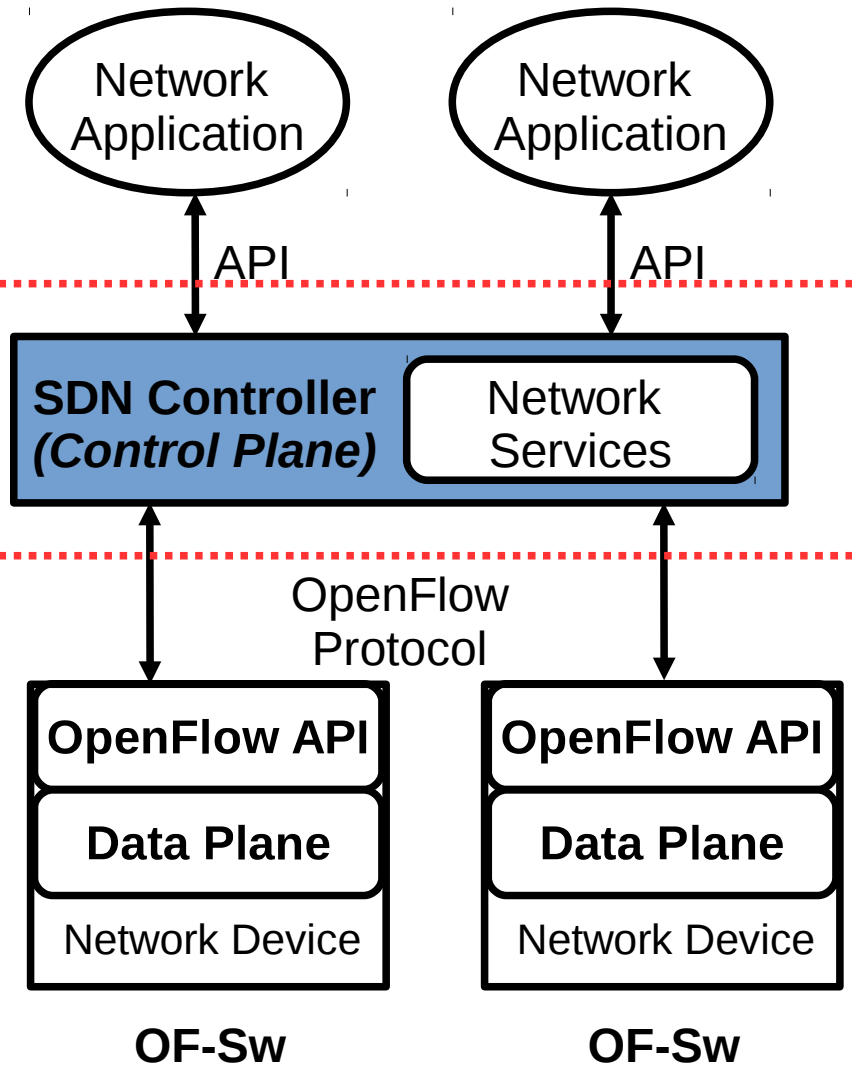 Network
Application
Network
Application
API
API
SDN Controller
(Control Plane)
Network
Services
OpenFlow
Protocol
OpenFlow API
Data Plane
Network Device
OF-Sw
OpenFlow API
Data Plane
Network Device
OF-Sw